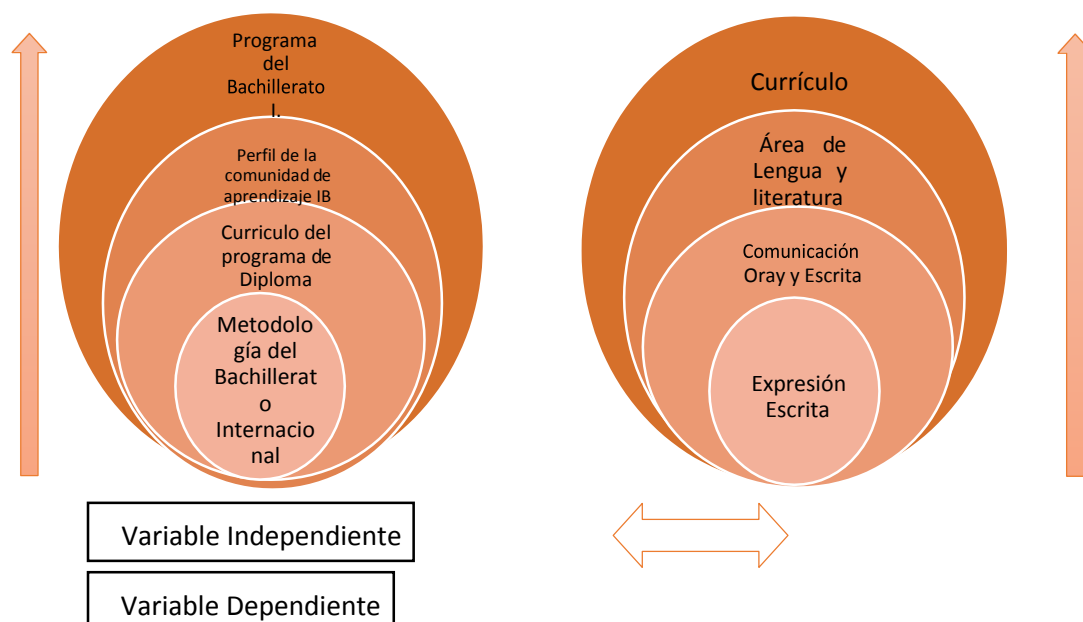 Programa
del
Bachillerato
I.
Perfil de la
comunidad de
aprendizaje IB
Curriculo del
programa de
Diploma
Metodolo
gía del
Bachillerat
o
Internacio
nal
Currículo
Área de
Lengua y
literatura
Comunicación
Oray y Escrita
Expresión
Escrita
Variable Independiente
Variable Dependiente